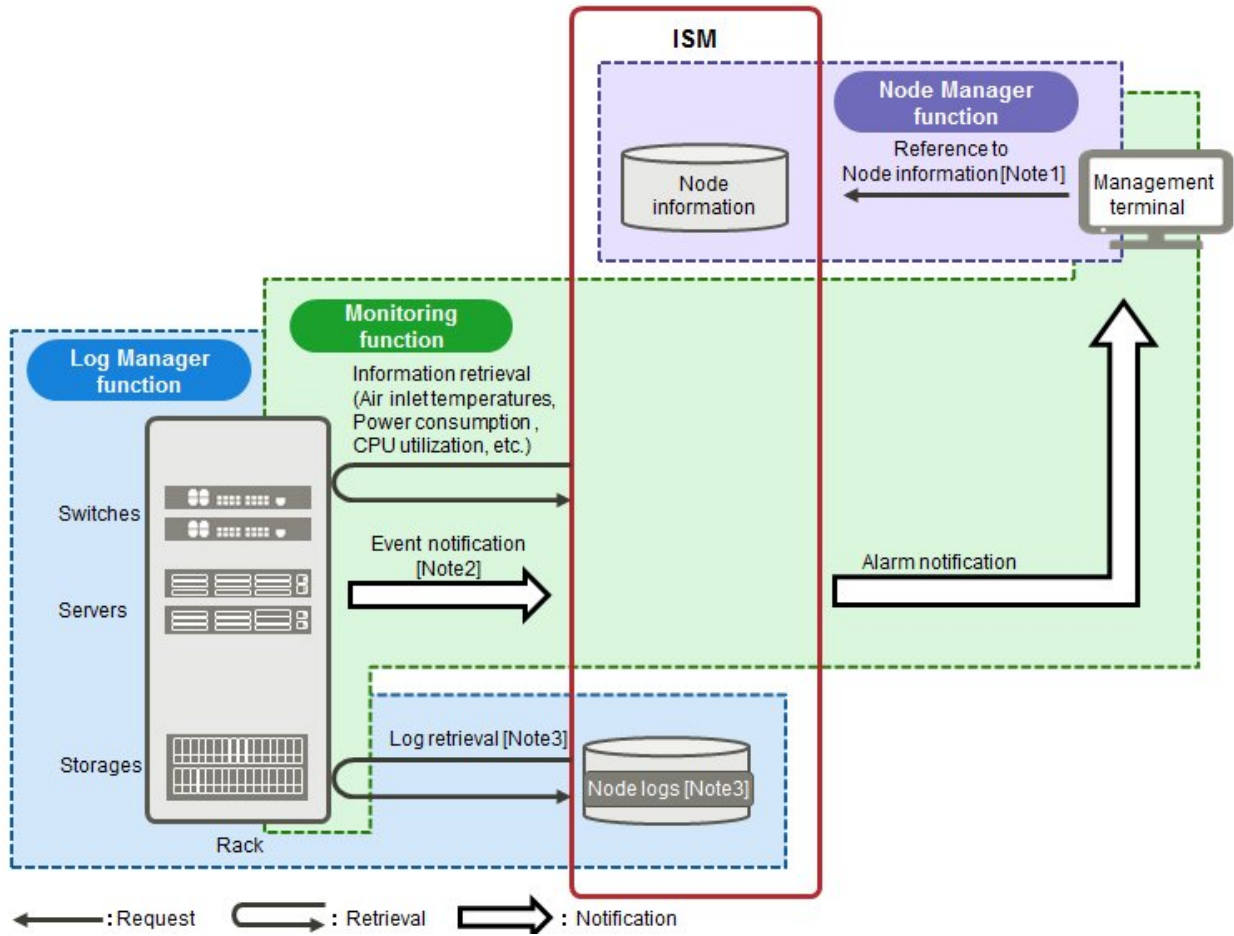 ISM
Node Manager
function
Reference to
Node information[Note1]
Node
information
Management
terminal
Monitoring
function
Log Manager
function
Information retrieval
(Air inlet temperatures,
Power consumption ,
CPU utilization, etc.)
Switches
Event notification
[Note2]
Alarm notification
Servers
Log retrieval [Note3]
Storages
Node logs [Note3]
Rack
: Request
: Retrieval
: Notification